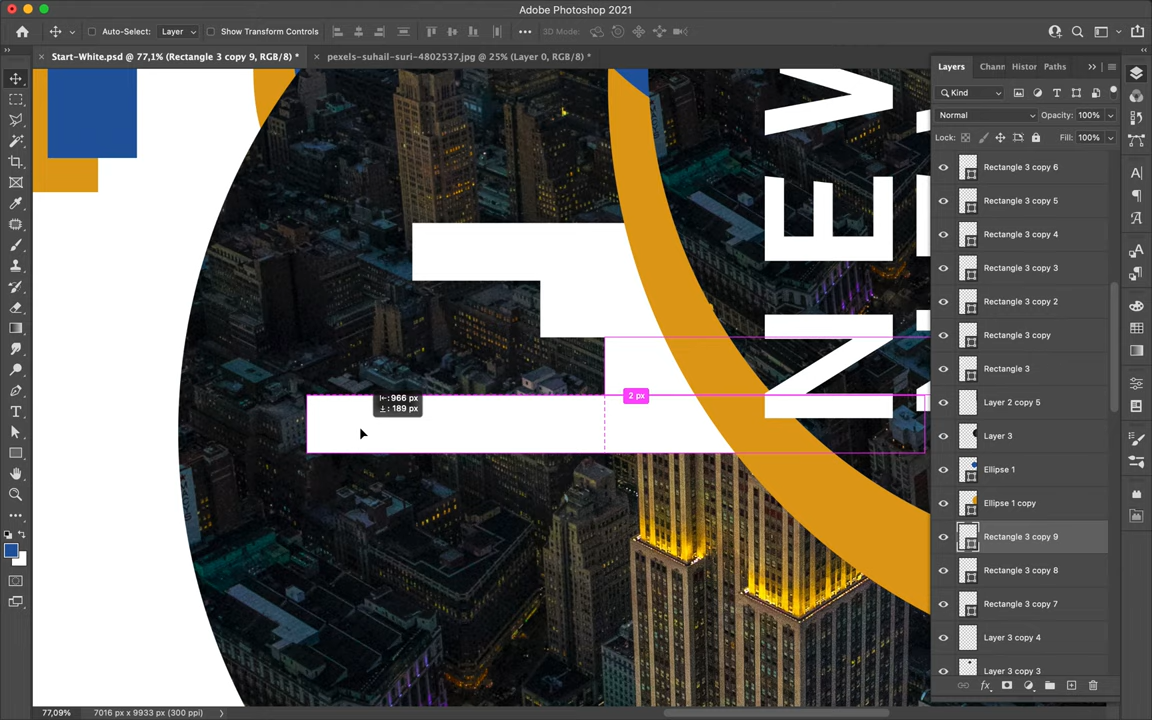 Adobe Photoshop 2021
Auto-Select: Layer Show Transform Controls 3D Mode:
Start-White.psd @ 77,1% (Rectangle 3 copy 9, RGB/8) *
pexels-suhail-suri-4802537.jpg @ 25% (Layer 0, RGB/8) *
Layers Chann Histor Paths
Kind
Normal Opacity: 100%
Lock: Fill: 100%
Rectangle 3 copy 6
Rectangle 3 copy 5
Rectangle 3 copy 4
Rectangle 3 copy 3
Rectangle 3 copy 2
Rectangle 3 copy
Rectangle 3
Layer 2 copy 5
Layer 3
Ellipse 1
Ellipse 1 copy
Rectangle 3 copy 9
Rectangle 3 copy 8
Rectangle 3 copy 7
Layer 3 copy 4
Layer 3 copy 3
NEW
2 px
: 966 px
: 189 px
77,09% 7016 px x 9933 px (300 ppi)